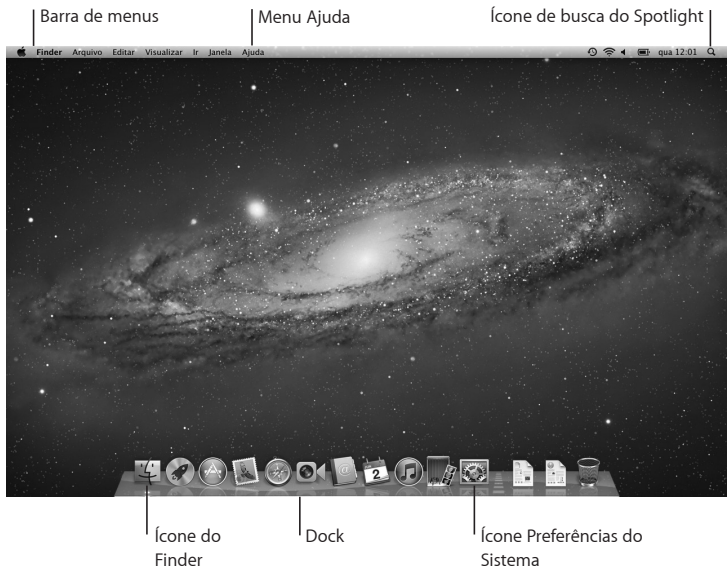 Barra de menus
Menu Ajuda
Ícone de busca do Spotlight
Finder Arquivo Editar Visualizar Ir Janela Ajuda
qua 12:01
@
2
Ícone do
Finder
Dock
Ícone Preferências do
Sistema